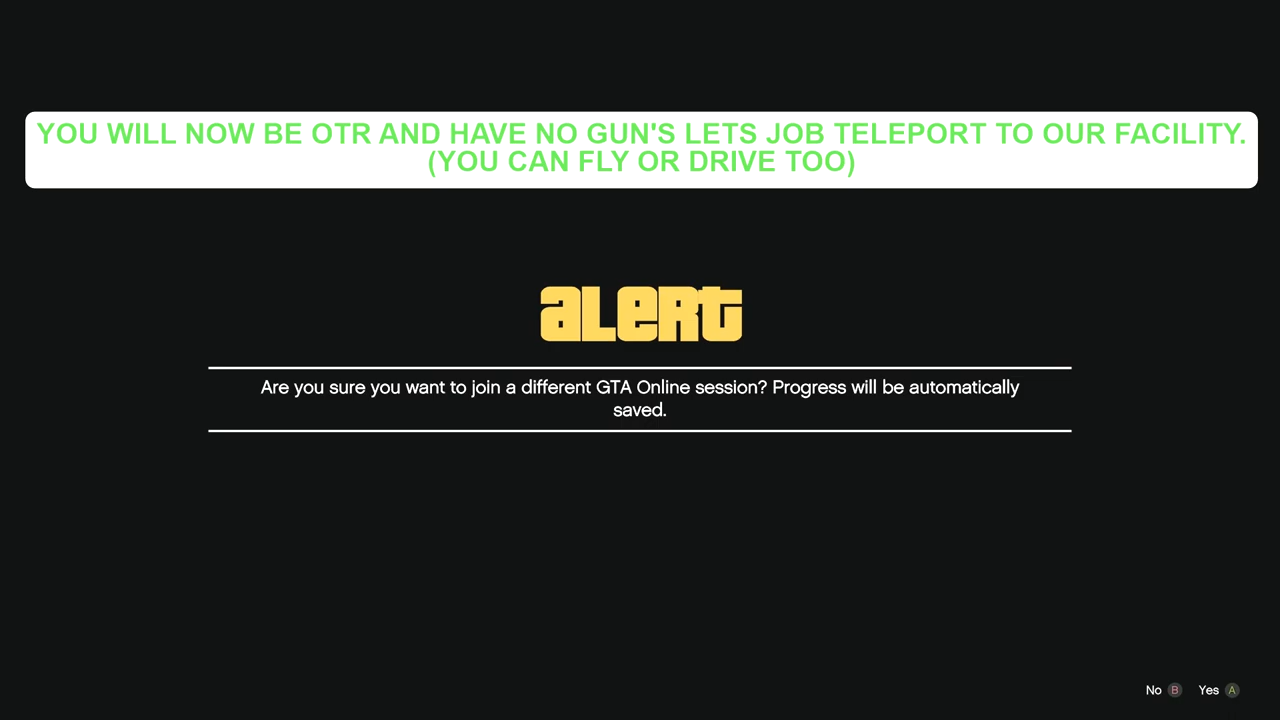 YOU WILL NOW BE OTR AND HAVE NO GUN'S LETS JOB TELEPORT TO OUR FACILITY.
(YOU CAN FLY OR DRIVE TOO)
aLeRt
Are you sure you want to join a different GTA Online session? Progress will be automatically
saved.
No B Yes A